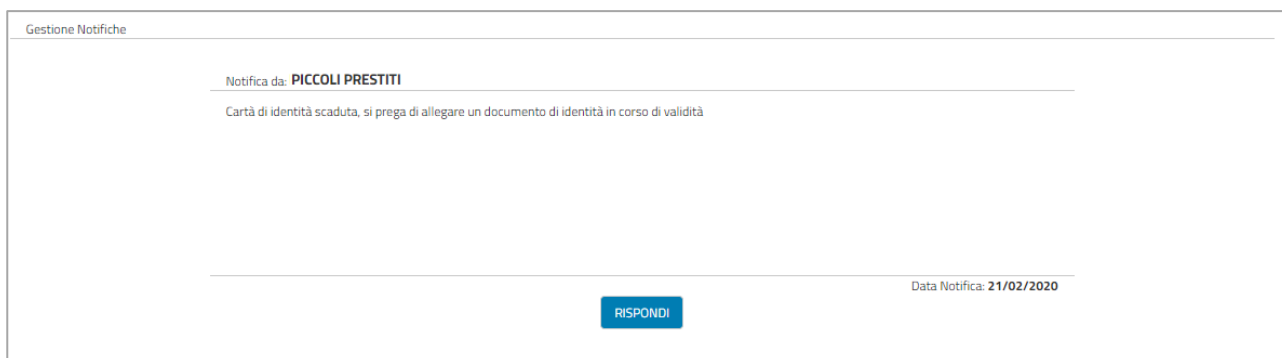 Gestione Notifiche
Notifica da: PICCOLI PRESTITI
Cartà di identità scaduta, si prega di allegare un documento di identità in corso di validità
Data Notifica: 21/02/2020
RISPONDI